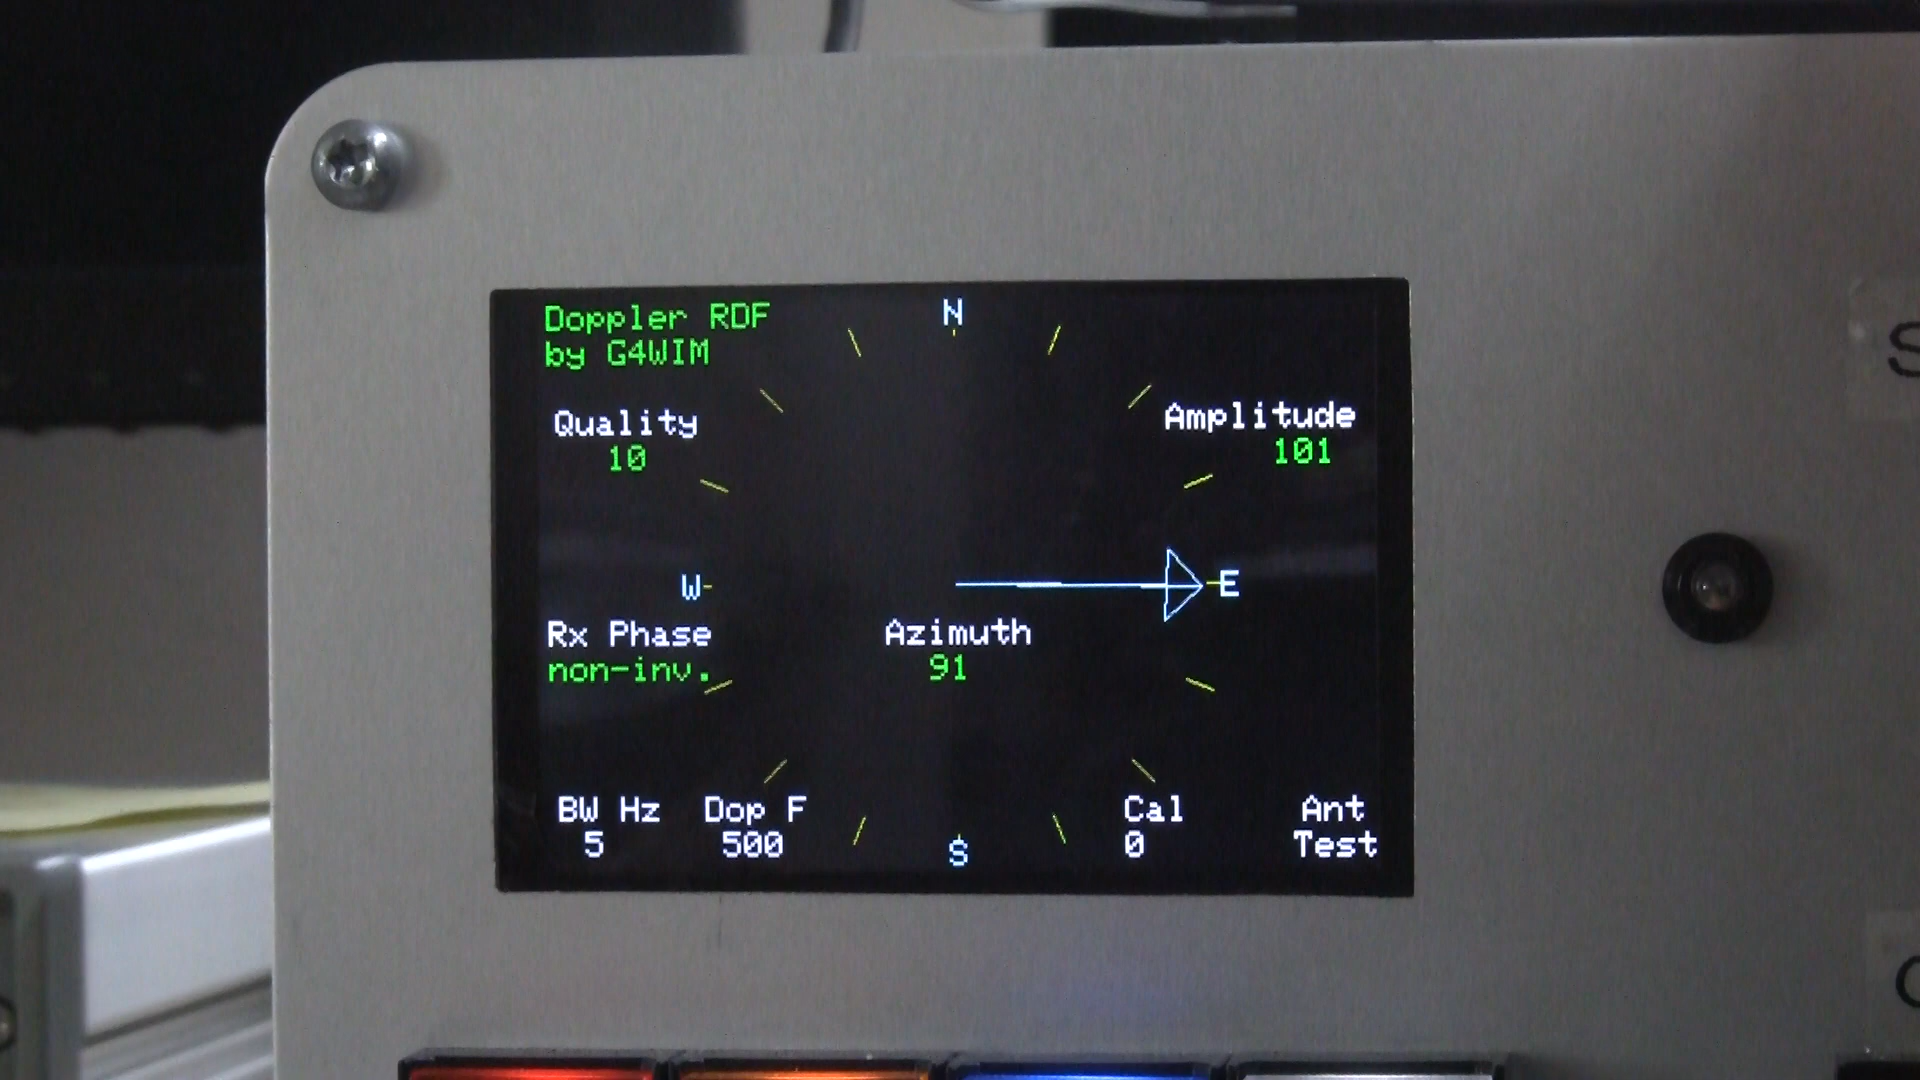 Doppler RDF
by G4WIM
N
Quality
10
Amplitude
101
W
E
Rx Phase
non-inv.
Azimuth
91
BW Hz
5
Dop F
500
S
Cal
0
Ant
Test